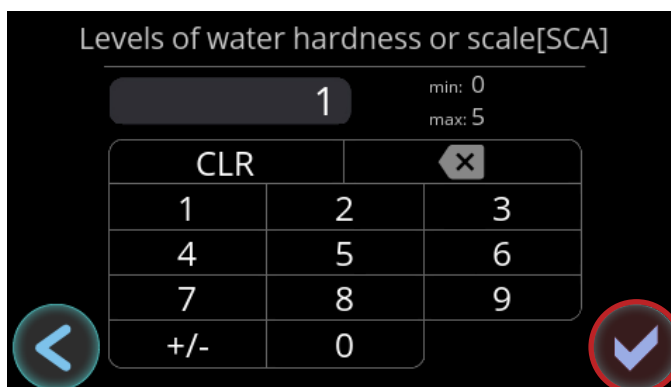 Levels of water hardness or scale[SCA]
1
min: 0
max: 5
CLR
1 2 3
4 5 6
7 8 9
+/- 0